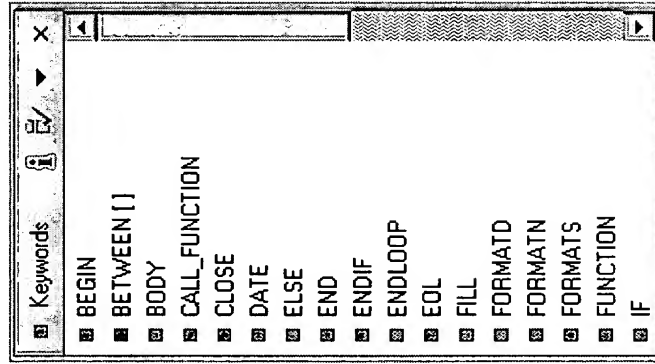 Keywords
BEGIN
BETWEEN [ ]
BODY
CALL_FUNCTION
CLOSE
DATE
ELSE
END
ENDIF
ENDLOOP
EOL
FILL
FORMATD
FORMATN
FORMATS
FUNCTION
IF